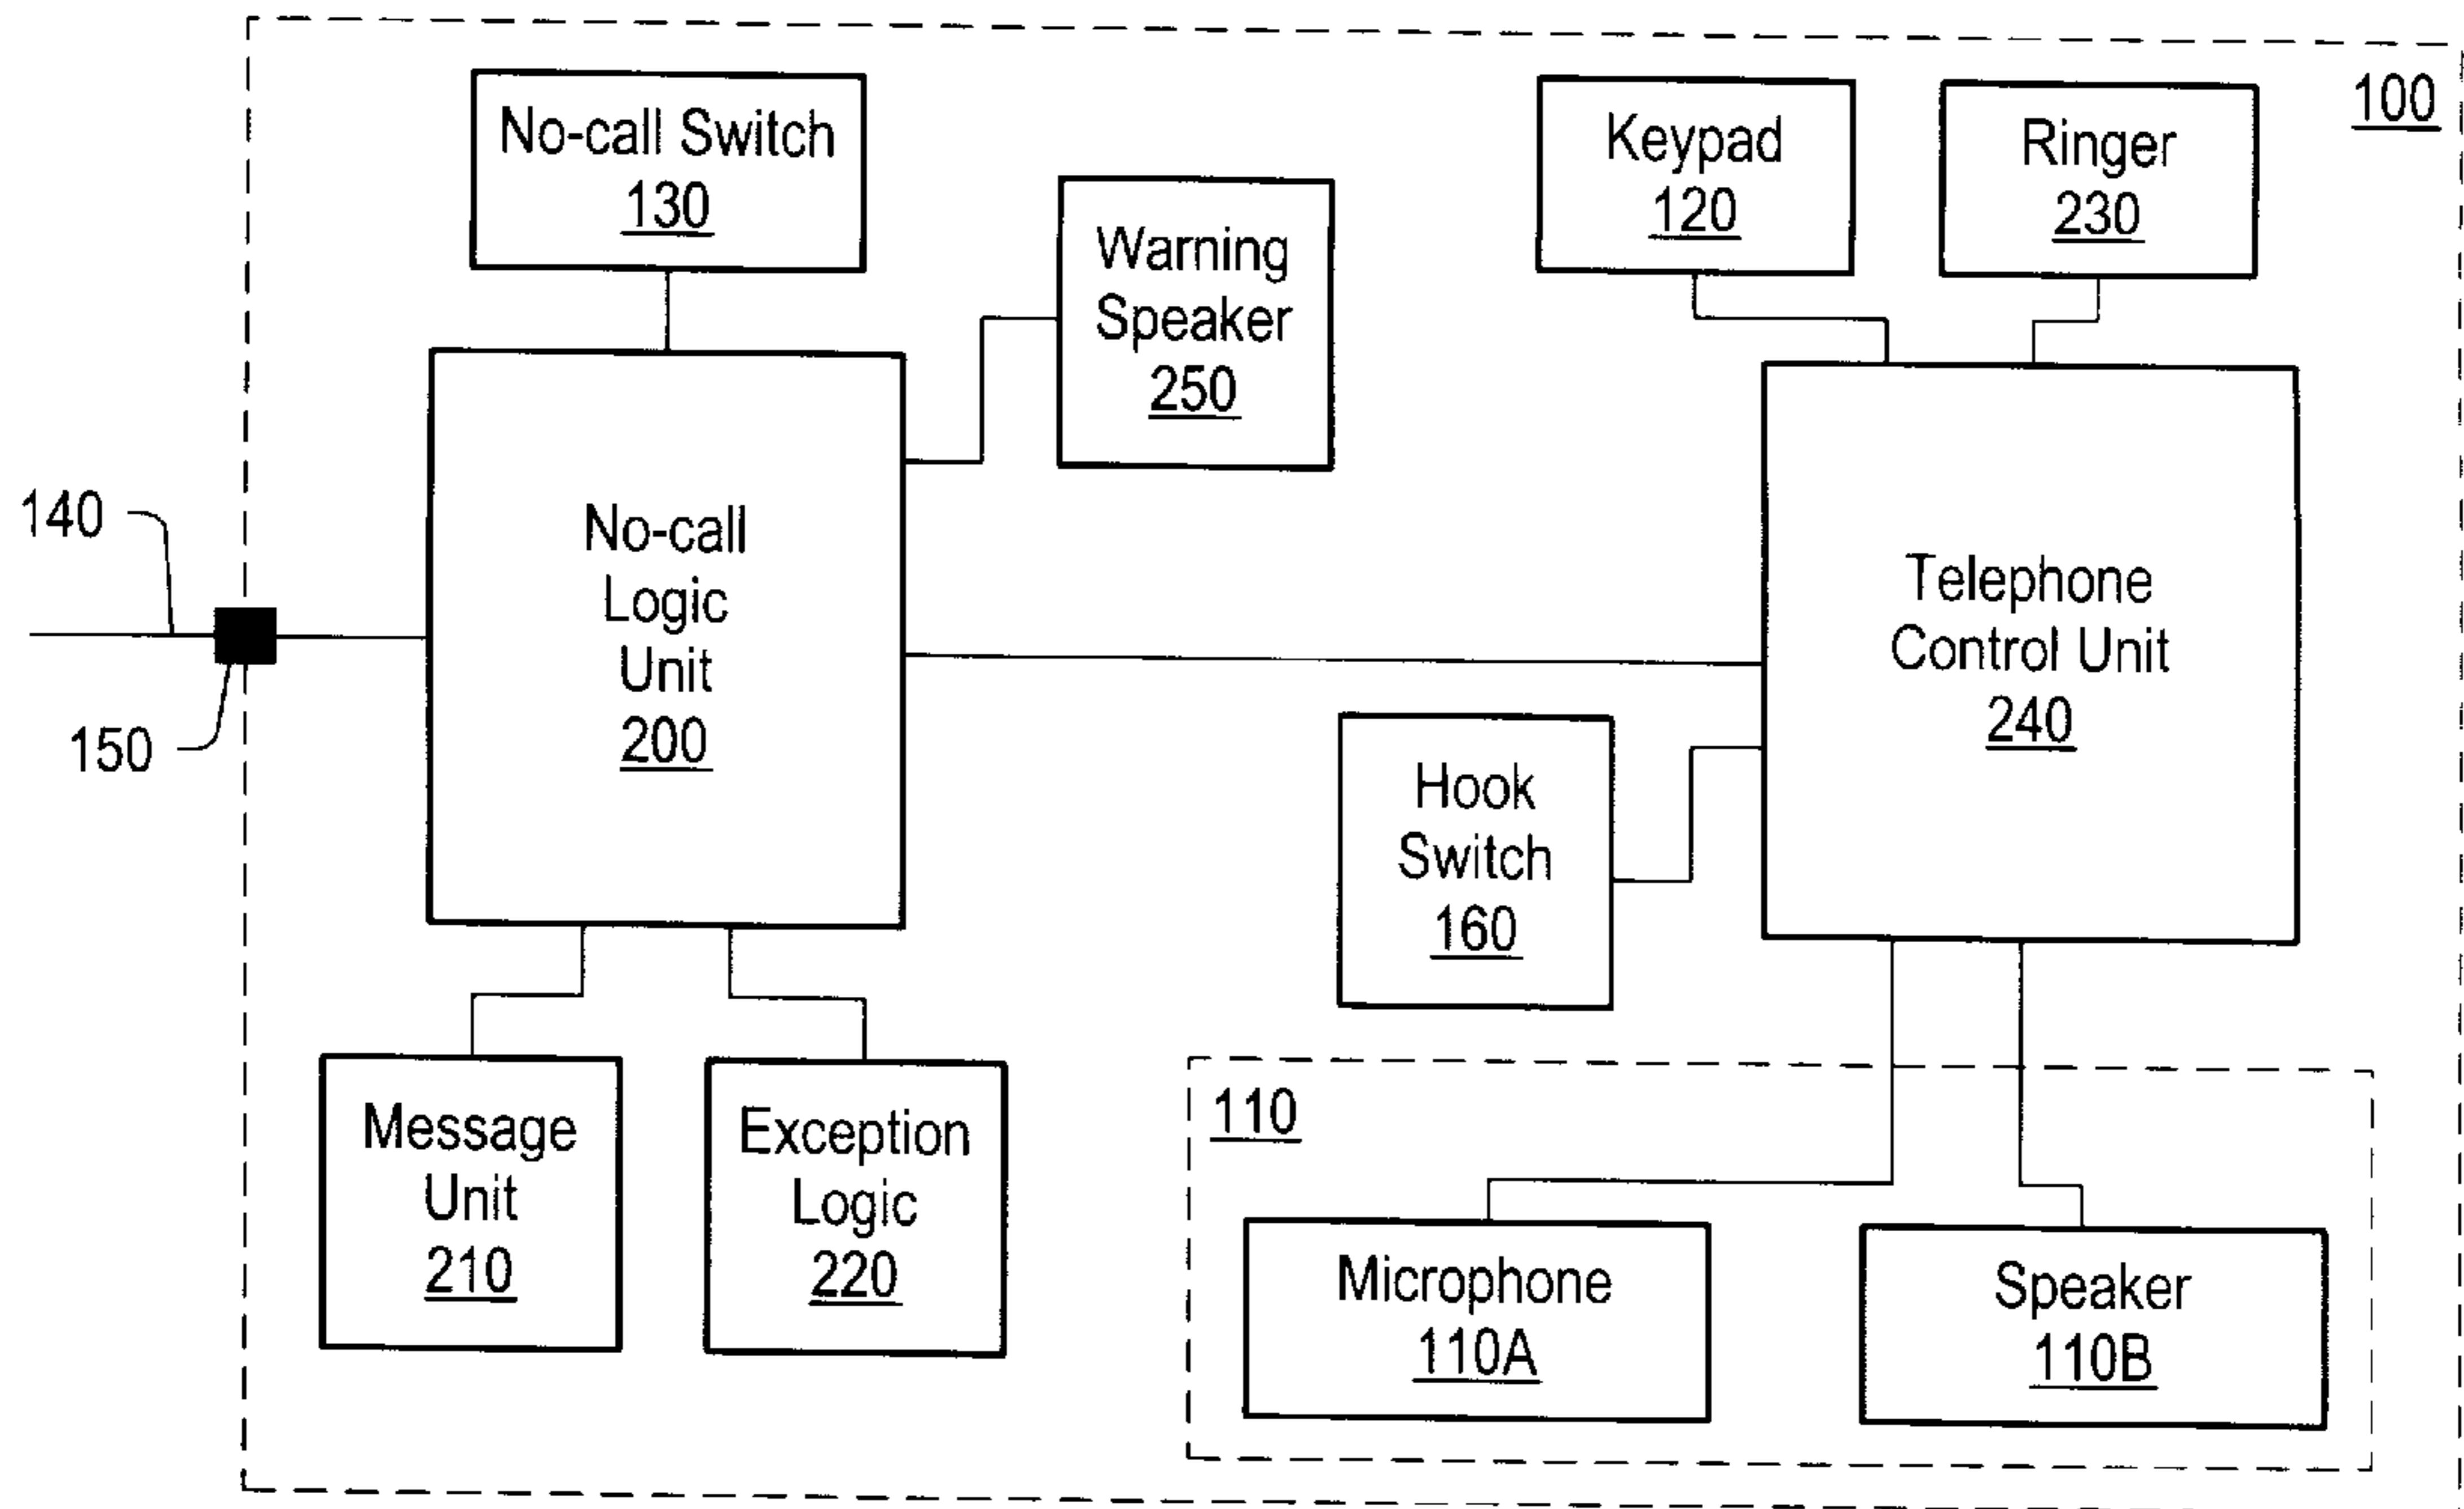 100
No-call Switch
130
Keypad
120
Ringer
230
Warning
Speaker
250
140
150
No-call
Logic
Unit
200
Telephone
Control Unit
240
Hook
Switch
160
Message
Unit
210
Exception
Logic
220
110
Microphone
110A
Speaker
110B